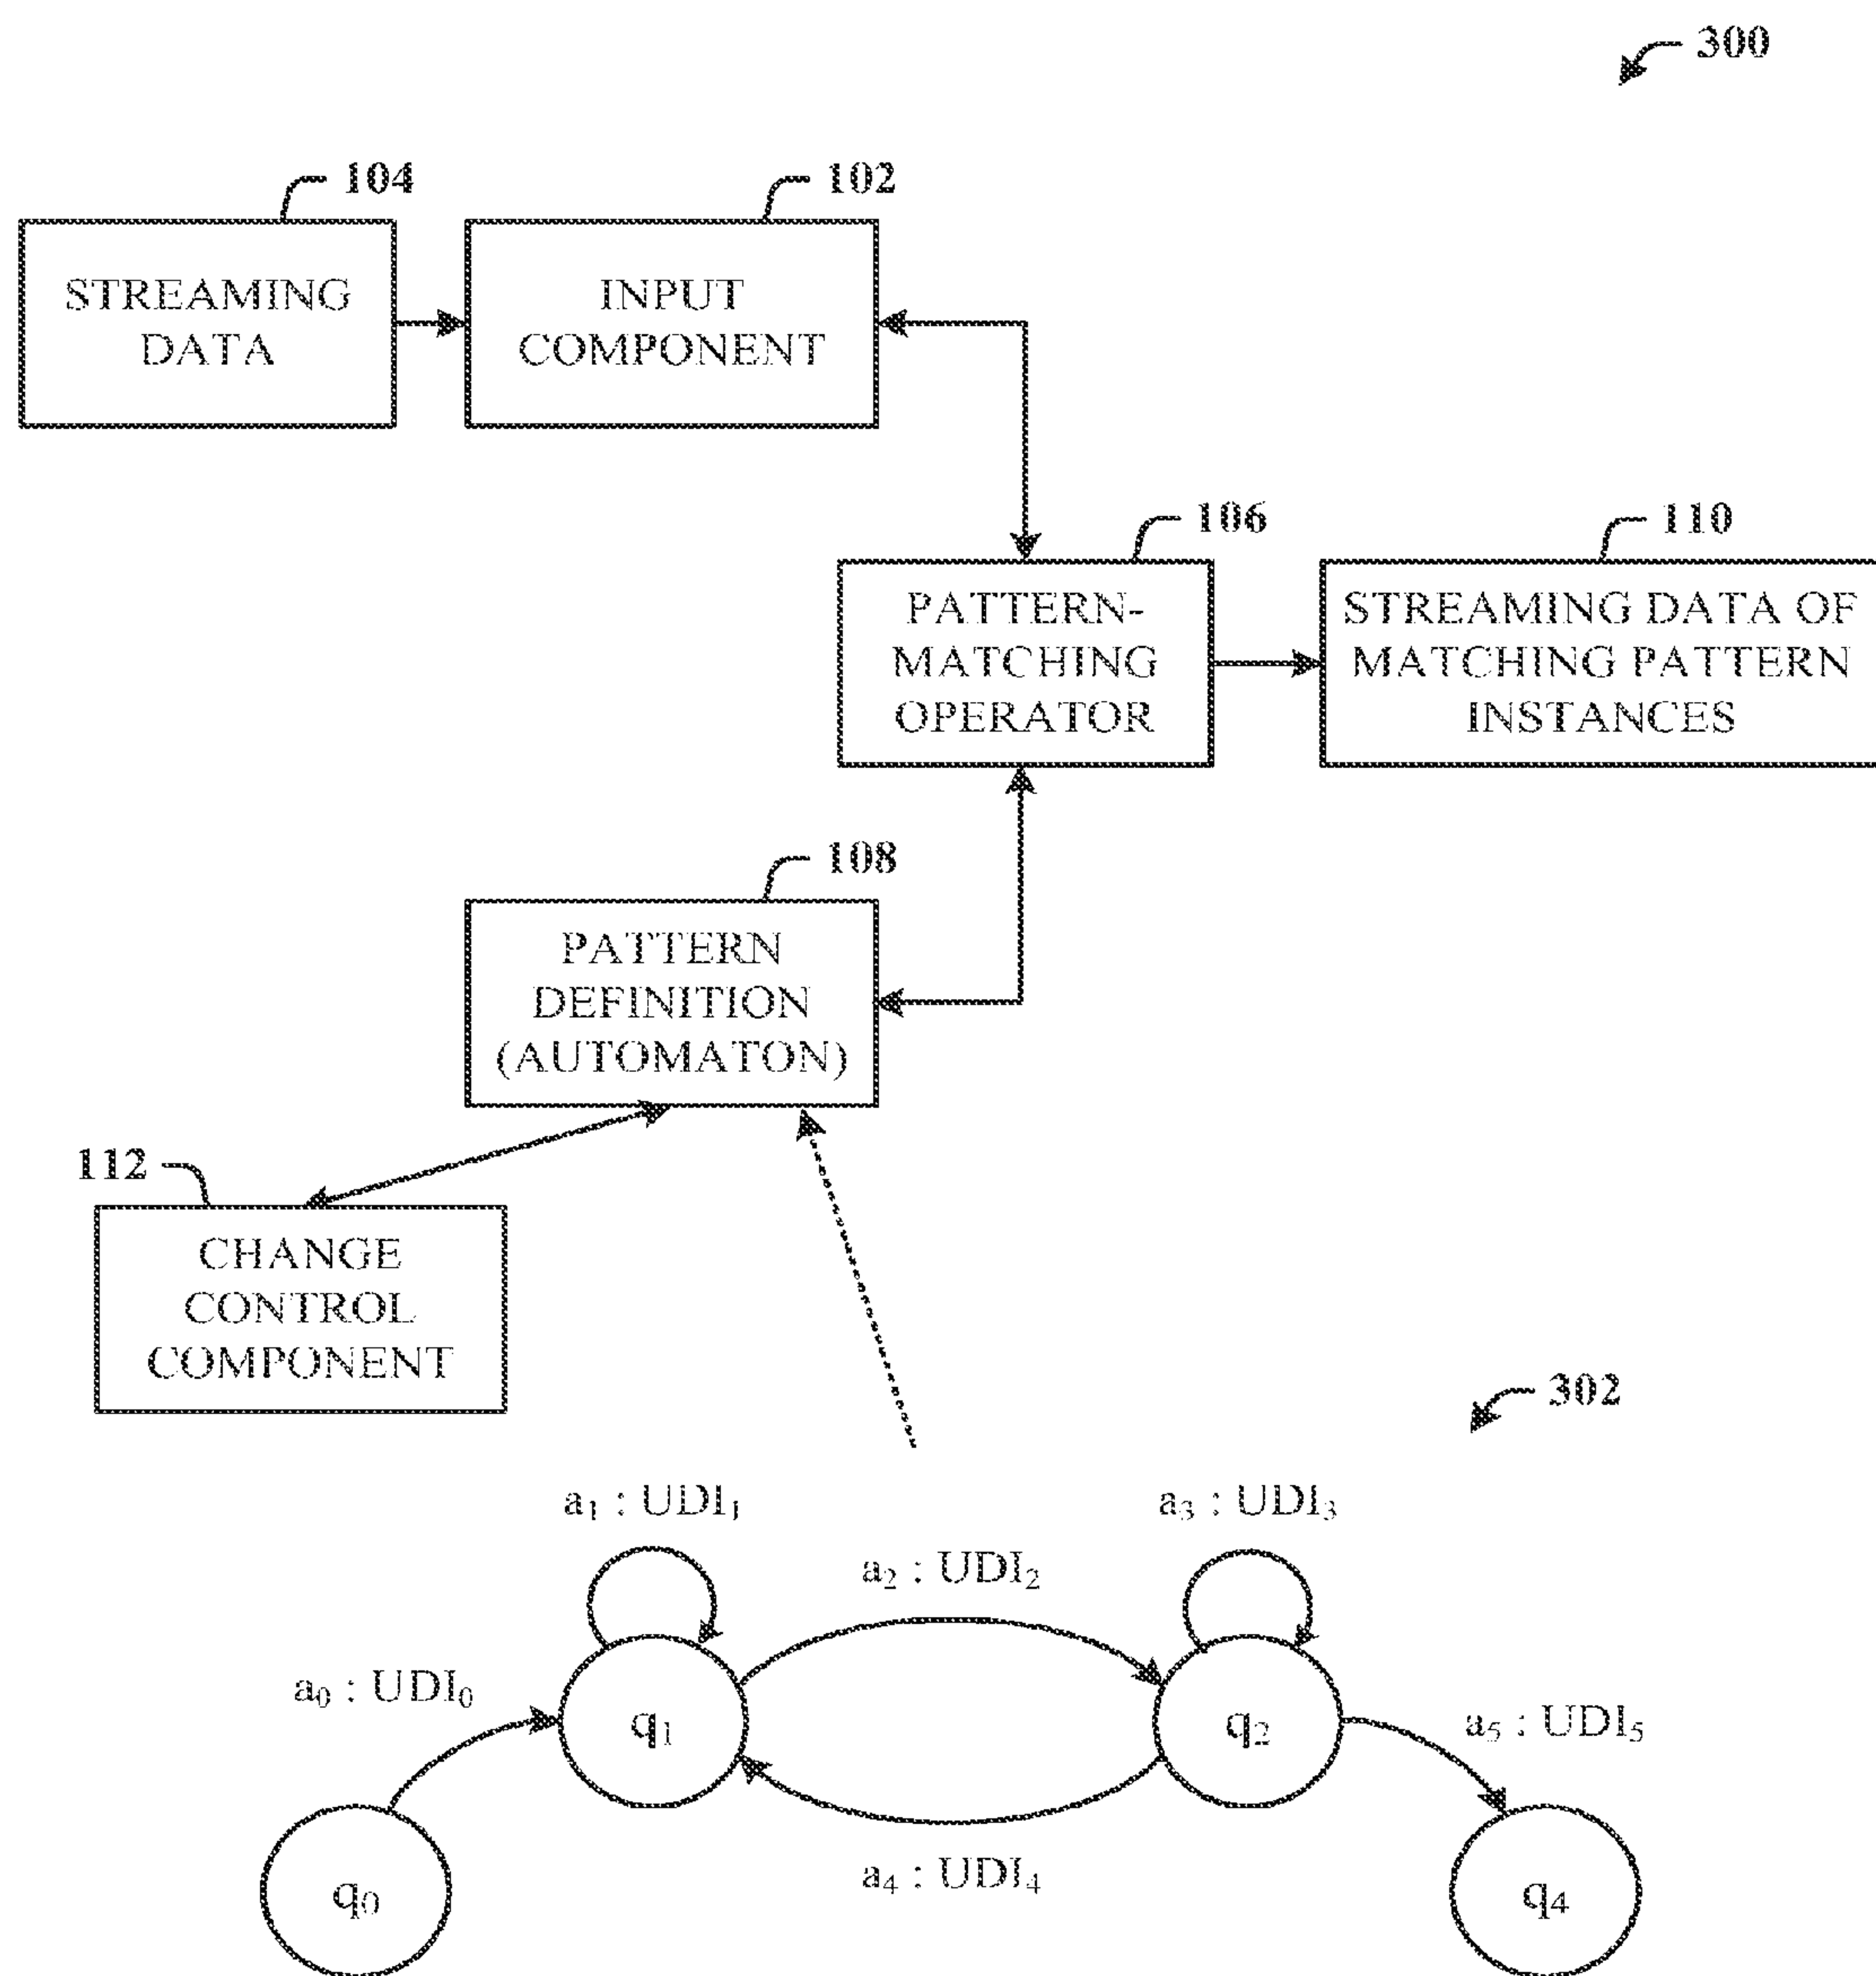 300
104
102
STREAMING
DATA
INPUT
COMPONENT
106
110
PATTERN-
MATCHING
OPERATOR
STREAMING DATA OF
MATCHING PATTERN
INSTANCES
108
PATTERN
DEFINITION
(AUTOMATON)
112
CHANGE
CONTROL
COMPONENT
302
a₁ : UDI₁
a₃ : UDI₃
a₂ : UDI₂
a₀ : UDI₀
q₁
q₂
a₅ : UDI₅
a₄ : UDI₄
q₀
q₄